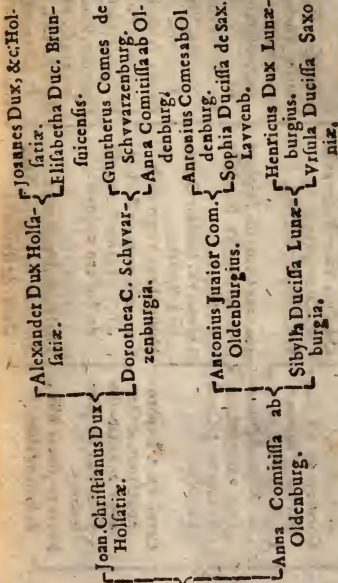 Joan. Christianus Dux
Holsatiæ.
Anna Comitissa ab
Oldenburg.
Alexander Dux Holsa-
satiæ.
Dorothea C. Schvvar-
zenburgia.
Antonius Juaior Com.
Oldenburgius.
Sibylla Ducissa Lunæ-
burgia.
Joannes Dux, &c; Hol-
satiæ.
Elisabetha Duc. Brun-
suicensis.
Guntherus Comes de
Schvvarzenburg.
Anna Comitissa ab Ol-
denburg.
Antonius Comes ab Ol
denburg.
Sophia Ducissa de Sax.
Lavvenb.
Henricus Dux Lunæ-
burgius.
Vrsula Ducissa Saxo
niæ,